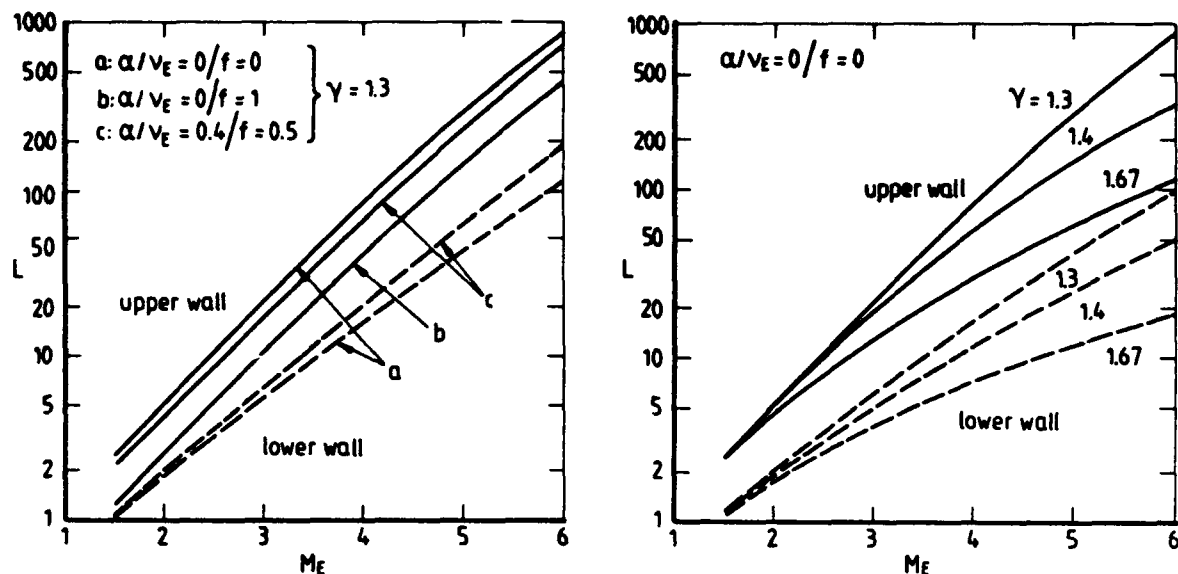 1000
500
200
100
50
L
20
10
5
2
1
1 2 3 4 5 6
M_E
a: α/ν_E = 0/f = 0
b: α/ν_E = 0/f = 1
c: α/ν_E = 0.4/f = 0.5
γ = 1.3
upper wall
c
b
a
lower wall
1000
500
200
100
50
L
20
10
5
2
1
1 2 3 4 5 6
M_E
α/ν_E = 0/f = 0
γ = 1.3
1.4
1.67
upper wall
1.3
1.4
1.67
lower wall